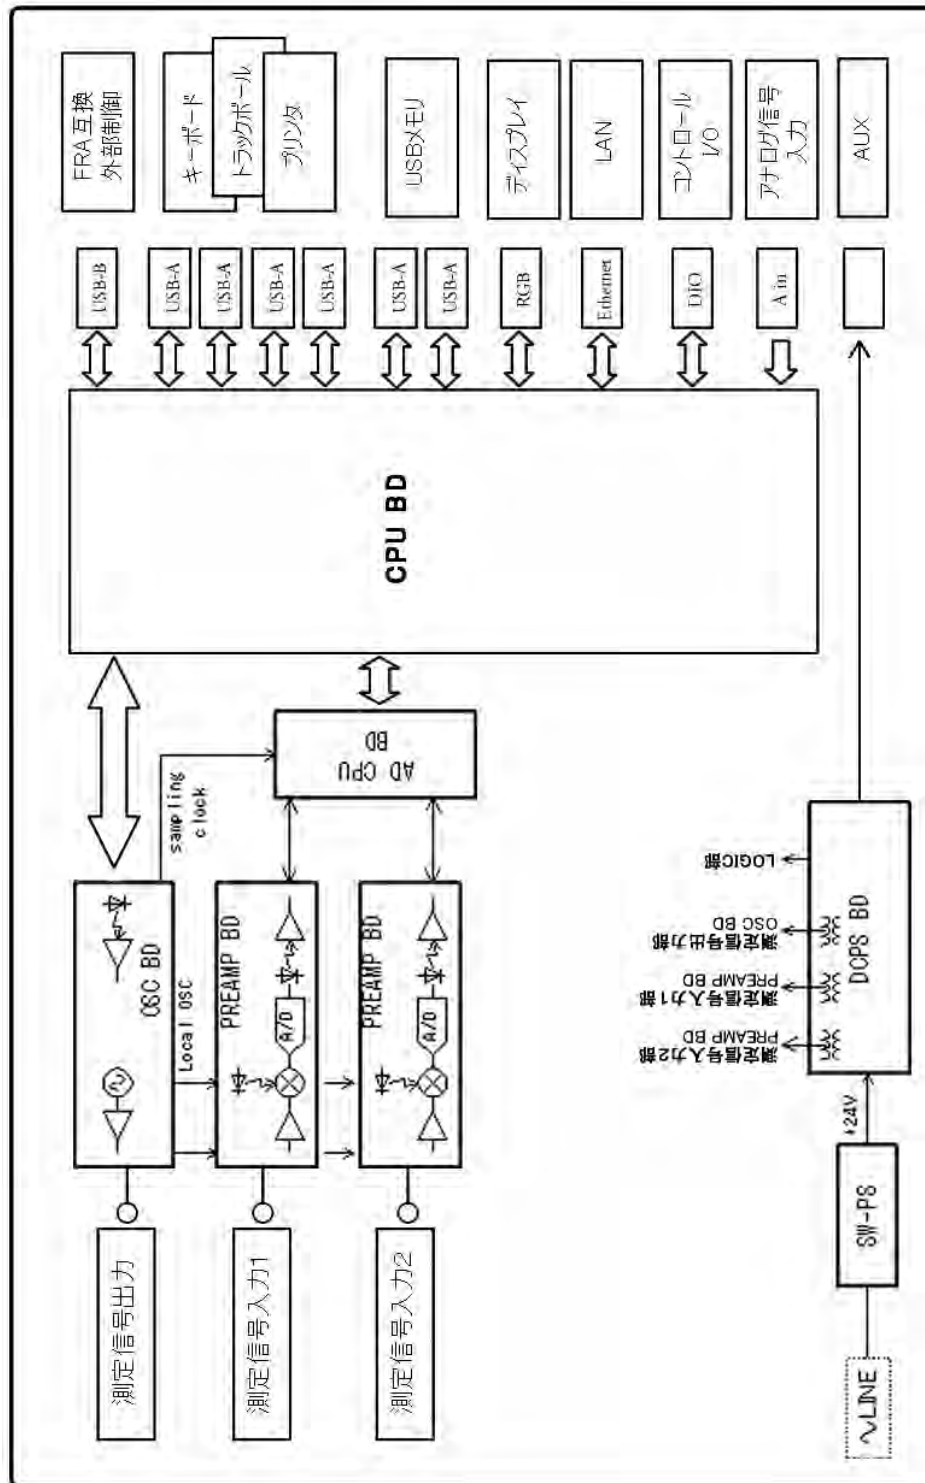 FRA 互換
外部制御
キーボード
トラックボール
プリンタ
USBメモリ
ディスプレイ
LAN
コントロール
I/O
アナログ信号
入力
AUX
USB-B
USB-A
USB-A
USB-A
USB-A
USB-A
USB-A
RGB
Ethernet
DIO
A in
CPU BD
AD CPU
BD
sampling
clock
OSC BD
Local OSC
PREAMP BD
A/D
PREAMP BD
A/D
測定信号出力
測定信号入力1
測定信号入力2
LOGIC部
OSC BD
測定信号出力部
PREAMP BD
測定信号入力1部
PREAMP BD
測定信号入力2部
DCPS BD
+24V
SW-PS
∿LINE